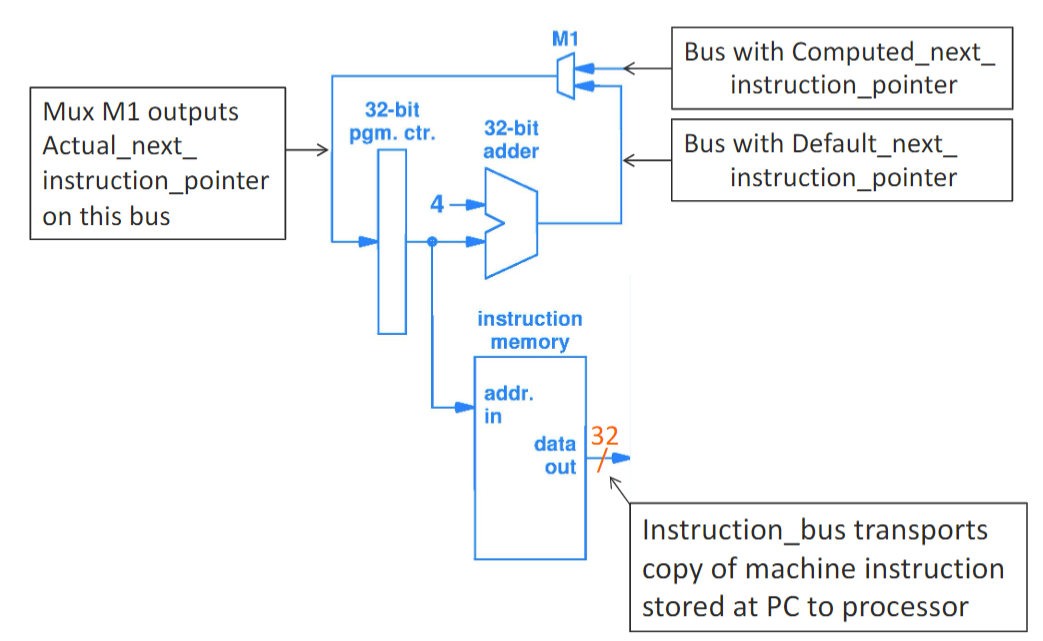 M1
Bus with Computed_next_
instruction_pointer
Mux M1 outputs
Actual_next_
instruction_pointer
on this bus
32-bit
pgm. ctr.
32-bit
adder
Bus with Default_next_
instruction_pointer
4
instruction
memory
addr.
in
data
out
32
Instruction_bus transports
copy of machine instruction
stored at PC to processor